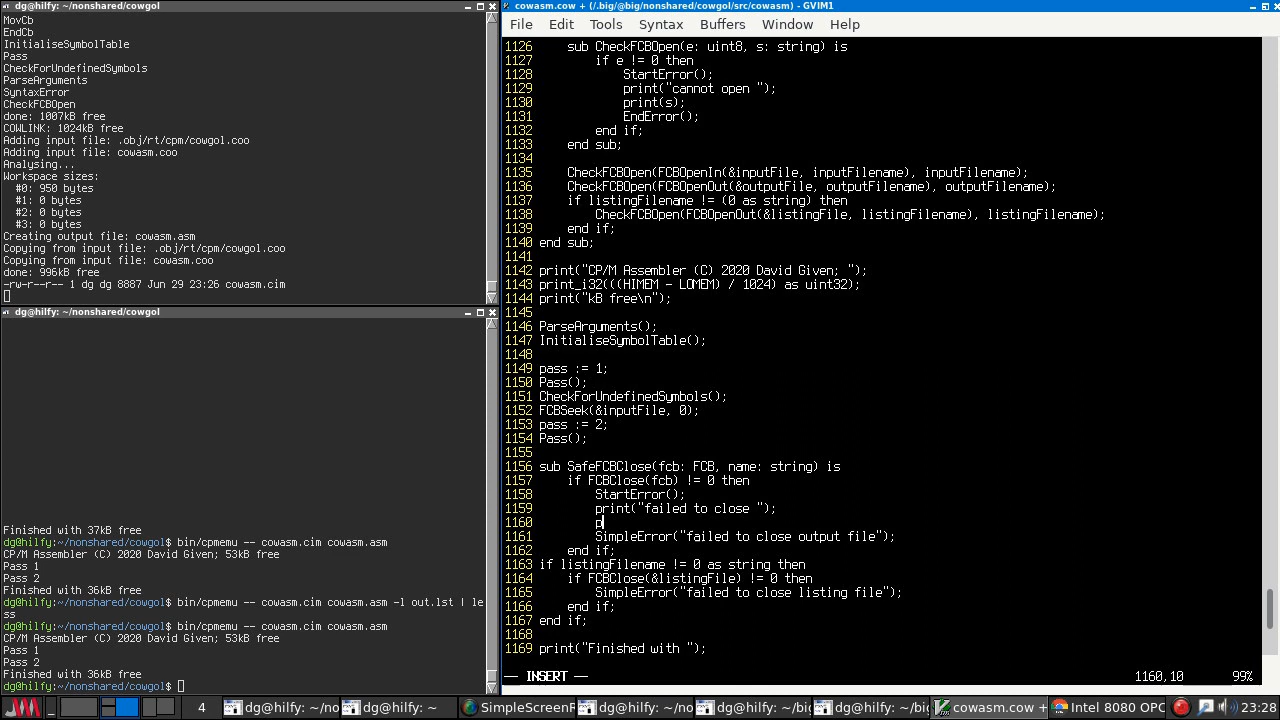 dg@hilfy: ~/nonshared/cowgol
MovCb
EndCb
InitialiseSymbolTable
Pass
CheckForUndefinedSymbols
ParseArguments
SyntaxError
CheckFCBOpen
done: 1007kB free
COWLINK: 1024kB free
Adding input file: .obj/rt/cpm/cowgol.coo
Adding input file: cowasm.coo
Analysing...
Workspace sizes:
  #0: 950 bytes
  #1: 0 bytes
  #2: 0 bytes
  #3: 0 bytes
Creating output file: cowasm.asm
Copying from input file: .obj/rt/cpm/cowgol.coo
Copying from input file: cowasm.coo
done: 996kB free
-rw-r--r-- 1 dg dg 8887 Jun 29 23:26 cowasm.cim
dg@hilfy: ~/nonshared/cowgol
Finished with 37kB free
dg@hilfy:~/nonshared/cowgol$ bin/cpmemu -- cowasm.cim cowasm.asm
CP/M Assembler (C) 2020 David Given; 53kB free
Pass 1
Pass 2
Finished with 36kB free
dg@hilfy:~/nonshared/cowgol$ bin/cpmemu -- cowasm.cim cowasm.asm -l out.lst | le
ss
dg@hilfy:~/nonshared/cowgol$ bin/cpmemu -- cowasm.cim cowasm.asm
CP/M Assembler (C) 2020 David Given; 53kB free
Pass 1
Pass 2
Finished with 36kB free
dg@hilfy:~/nonshared/cowgol$
cowasm.cow + (/.big/@big/nonshared/cowgol/src/cowasm) - GVIM1
File Edit Tools Syntax Buffers Window Help
1126     sub CheckFCBOpen(e: uint8, s: string) is
1127         if e != 0 then
1128             StartError();
1129             print("cannot open ");
1130             print(s);
1131             EndError();
1132         end if;
1133     end sub;
1134
1135     CheckFCBOpen(FCBOpenIn(&inputFile, inputFilename), inputFilename);
1136     CheckFCBOpen(FCBOpenOut(&outputFile, outputFilename), outputFilename);
1137     if listingFilename != (0 as string) then
1138         CheckFCBOpen(FCBOpenOut(&listingFile, listingFilename), listingFilename);
1139     end if;
1140 end sub;
1141
1142 print("CP/M Assembler (C) 2020 David Given; ");
1143 print_i32(((HIMEM - LOMEM) / 1024) as uint32);
1144 print("kB free\n");
1145
1146 ParseArguments();
1147 InitialiseSymbolTable();
1148
1149 pass := 1;
1150 Pass();
1151 CheckForUndefinedSymbols();
1152 FCBSeek(&inputFile, 0);
1153 pass := 2;
1154 Pass();
1155
1156 sub SafeFCBClose(fcb: FCB, name: string) is
1157     if FCBClose(fcb) != 0 then
1158         StartError();
1159         print("failed to close ");
1160         p
1161         SimpleError("failed to close output file");
1162     end if;
1163 if listingFilename != 0 as string then
1164     if FCBClose(&listingFile) != 0 then
1165         SimpleError("failed to close listing file");
1166     end if;
1167 end if;
1168
1169 print("Finished with ");
-- INSERT -- 1160,10 99%
4 dg@hilfy: ~/no dg@hilfy: ~ SimpleScreenR dg@hilfy: ~/no dg@hilfy: ~/big dg@hilfy: ~/big cowasm.cow + Intel 8080 OPC 23:28